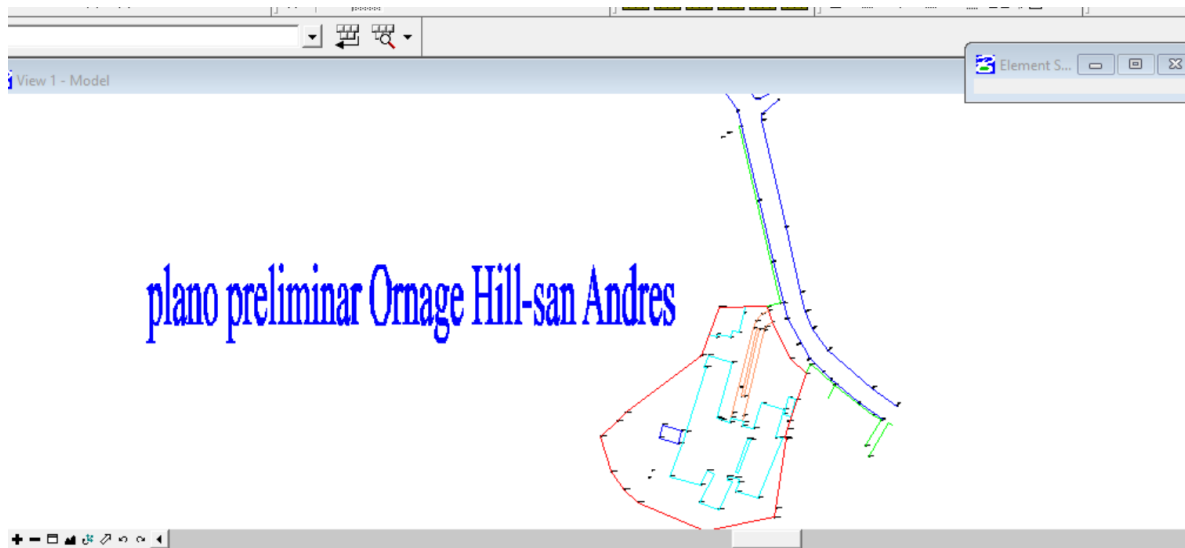 Element S...
View 1 - Model
plano preliminar Ornage Hill-san Andres